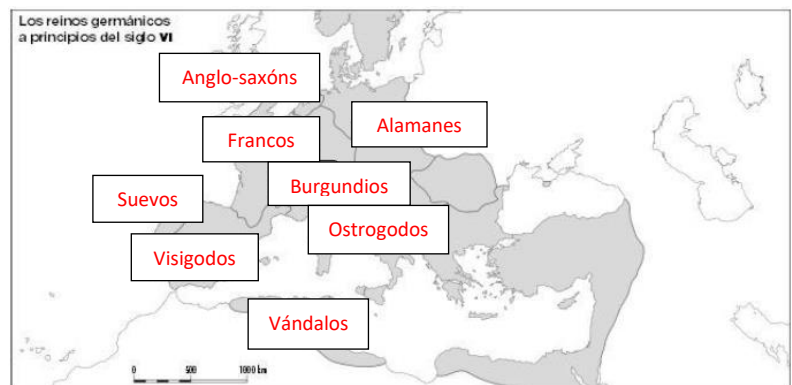 Los reinos germánicos
a principios del siglo VI
Anglo-saxóns
Alamanes
Francos
Burgundios
Suevos
Ostrogodos
Visigodos
Vándalos
0 500 1000 km